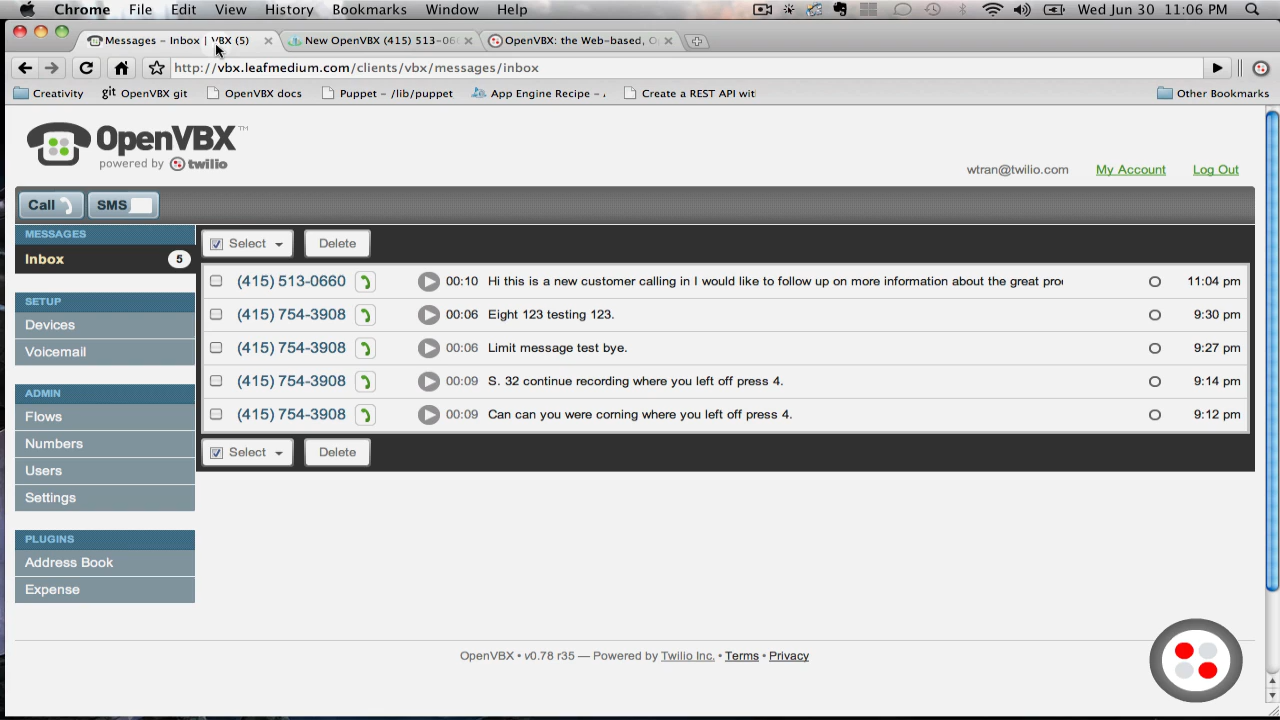 Chrome File Edit View History Bookmarks Window Help Wed Jun 30 11:06 PM
Messages – Inbox | VBX (5) New OpenVBX (415) 513-06 OpenVBX: the Web-based, O
http://vbx.leafmedium.com/clients/vbx/messages/inbox
Creativity git OpenVBX git OpenVBX docs Puppet – /lib/puppet App Engine Recipe – Create a REST API wit Other Bookmarks
OpenVBX™
powered by twilio
wtran@twilio.com My Account Log Out
Call SMS
MESSAGES
Inbox 5
SETUP
Devices
Voicemail
ADMIN
Flows
Numbers
Users
Settings
PLUGINS
Address Book
Expense
Select Delete
(415) 513-0660 00:10 Hi this is a new customer calling in I would like to follow up on more information about the great pro 11:04 pm
(415) 754-3908 00:06 Eight 123 testing 123. 9:30 pm
(415) 754-3908 00:06 Limit message test bye. 9:27 pm
(415) 754-3908 00:09 S. 32 continue recording where you left off press 4. 9:14 pm
(415) 754-3908 00:09 Can can you were corning where you left off press 4. 9:12 pm
Select Delete
OpenVBX • v0.78 r35 — Powered by Twilio Inc. • Terms • Privacy